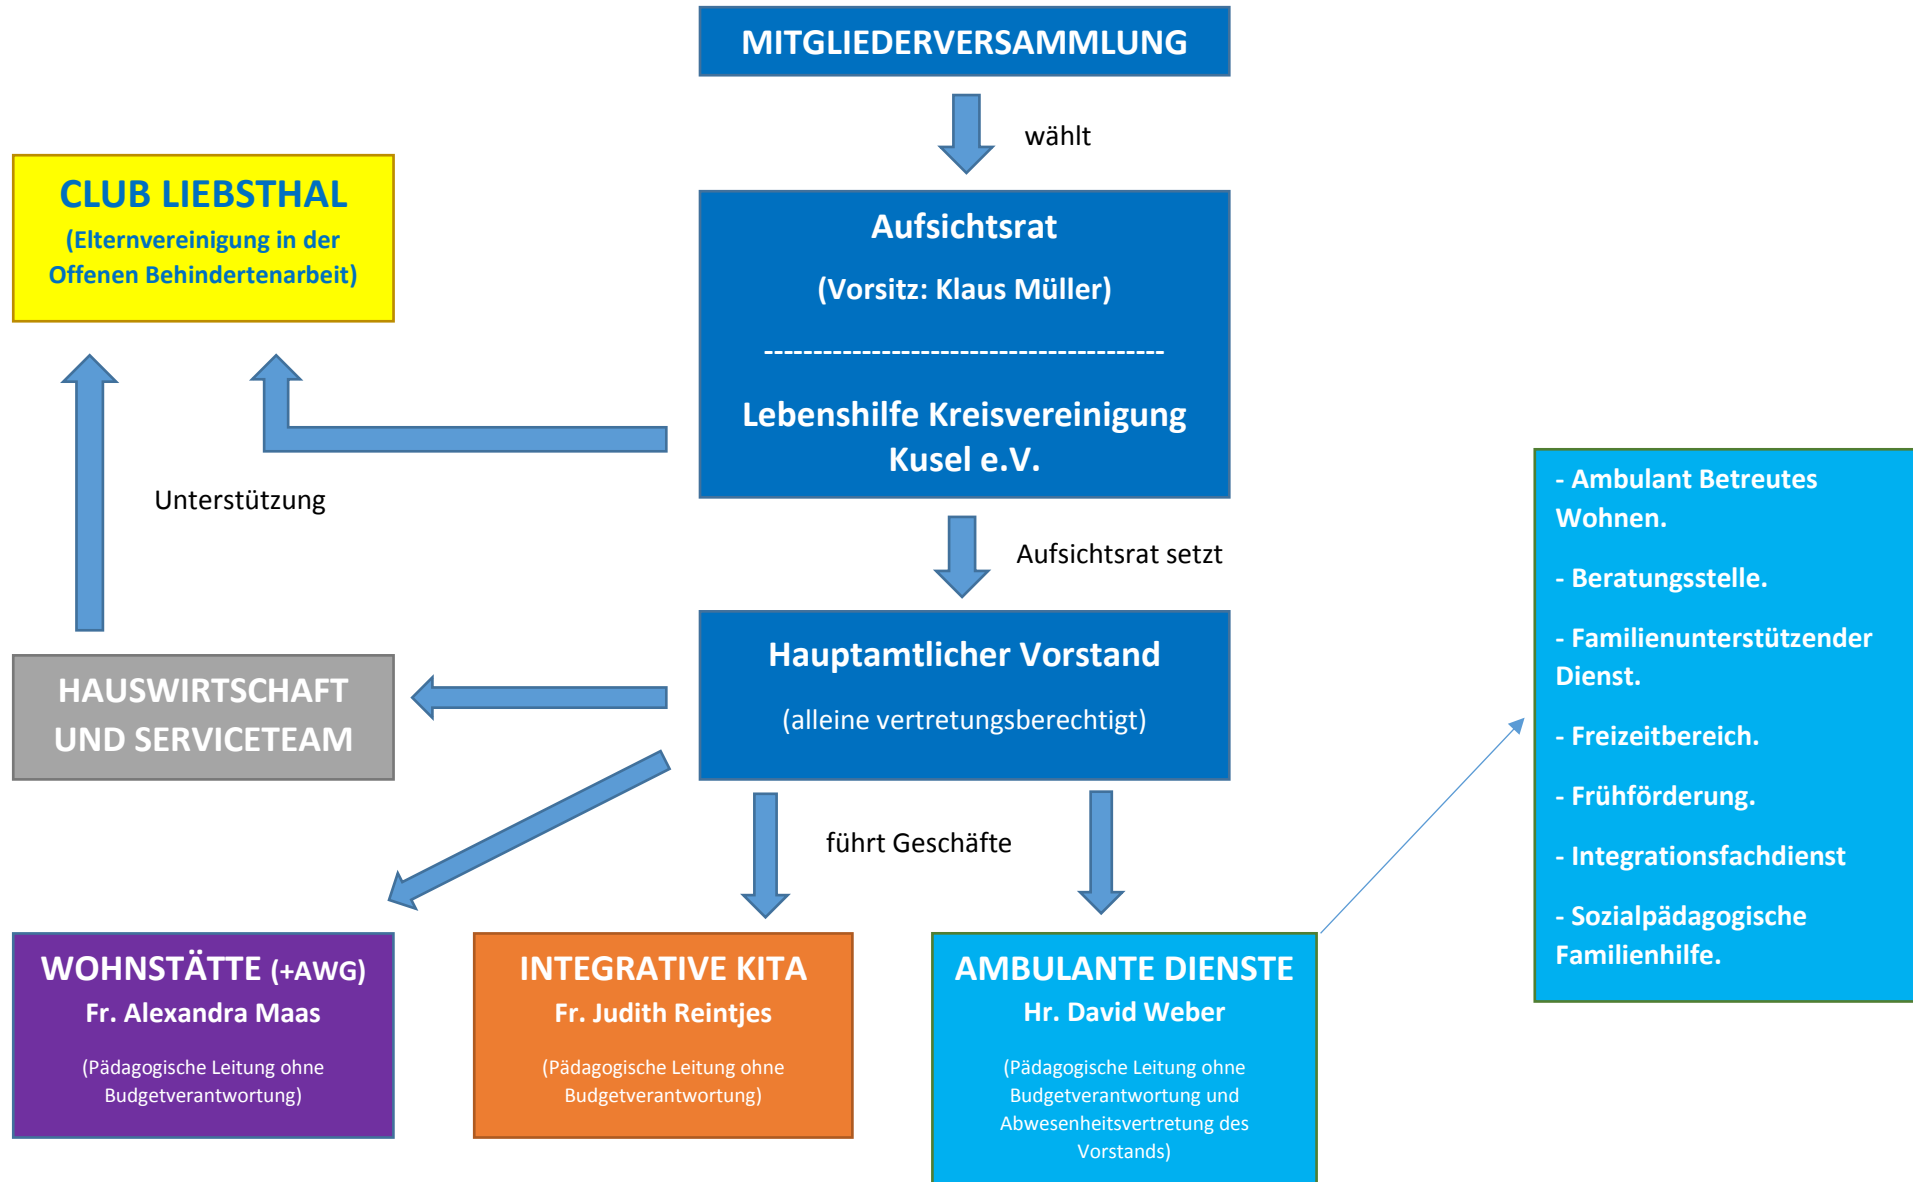 MITGLIEDERVERSAMMLUNG
wählt
CLUB LIEBSTHAL
(Elternvereinigung in der
Offenen Behindertenarbeit)
Aufsichtsrat
(Vorsitz: Klaus Müller)
-----------------------------------------
Lebenshilfe Kreisvereinigung
Kusel e.V.
Unterstützung
Aufsichtsrat setzt
Hauptamtlicher Vorstand
(alleine vertretungsberechtigt)
HAUSWIRTSCHAFT
UND SERVICETEAM
führt Geschäfte
WOHNSTÄTTE (+AWG)
Fr. Alexandra Maas
(Pädagogische Leitung ohne
Budgetverantwortung)
INTEGRATIVE KITA
Fr. Judith Reintjes
(Pädagogische Leitung ohne
Budgetverantwortung)
AMBULANTE DIENSTE
Hr. David Weber
(Pädagogische Leitung ohne
Budgetverantwortung und
Abwesenheitsvertretung des
Vorstands)
- Ambulant Betreutes
Wohnen.
- Beratungsstelle.
- Familienunterstützender
Dienst.
- Freizeitbereich.
- Frühförderung.
- Integrationsfachdienst
- Sozialpädagogische
Familienhilfe.